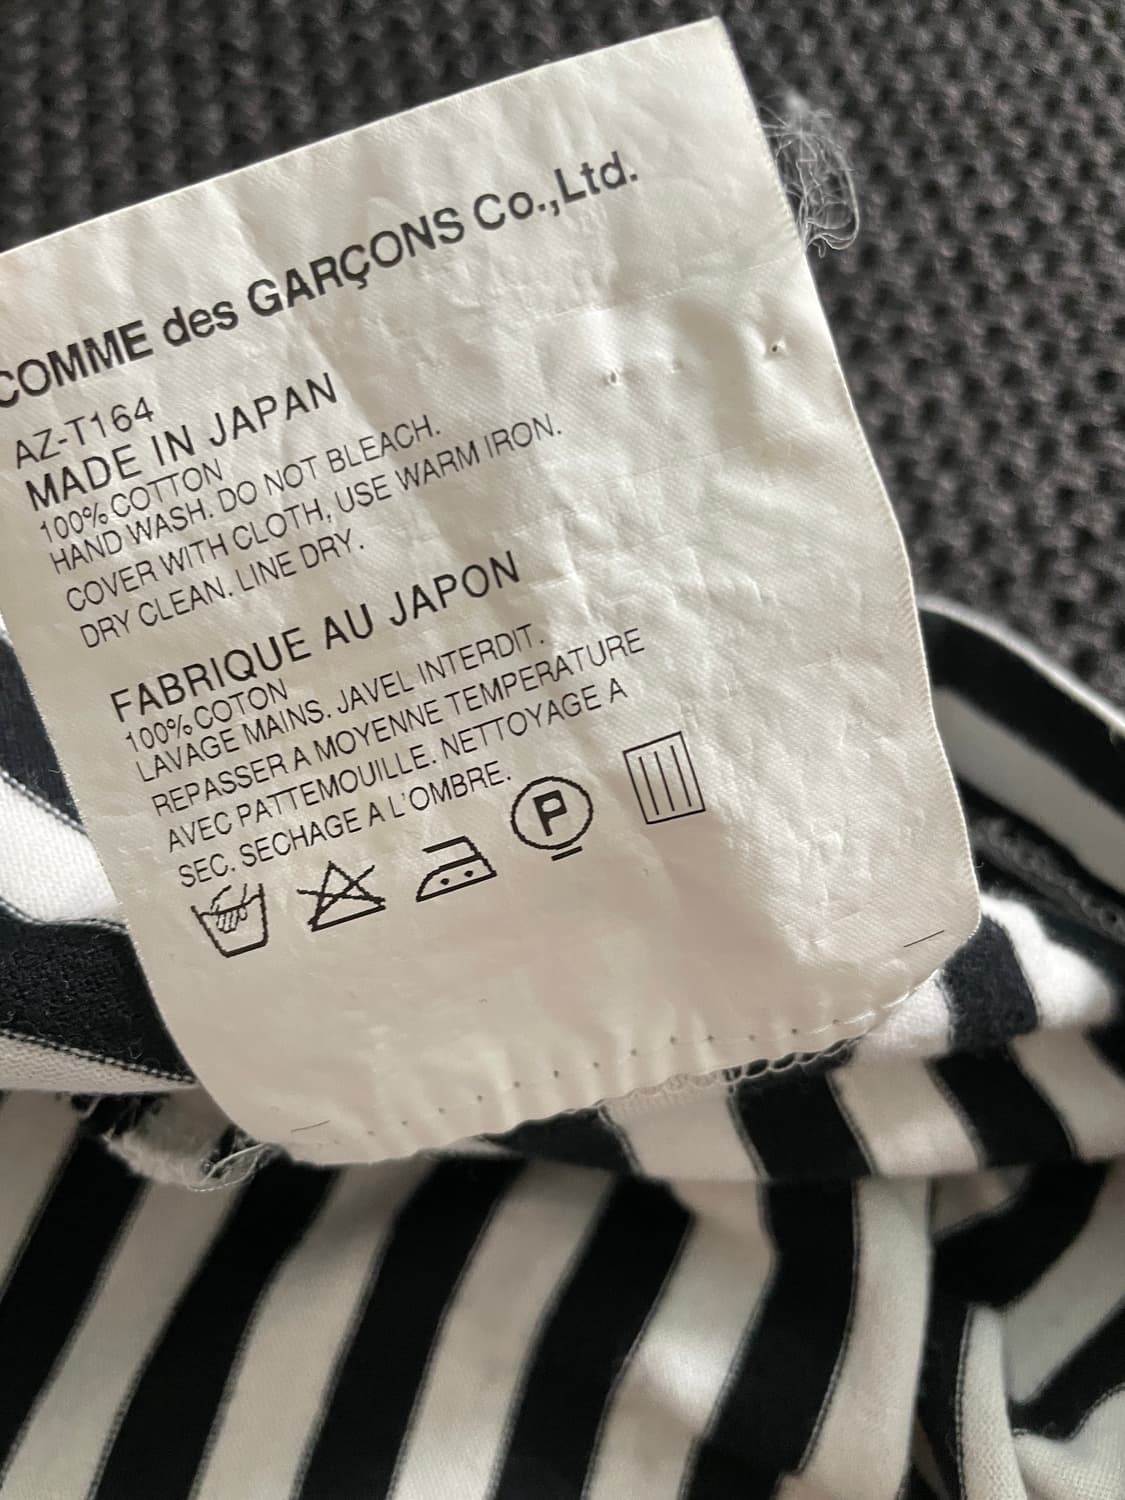 COMME des GARÇONS Co.,Ltd.
AZ-T164
MADE IN JAPAN
100% COTTON
HAND WASH. DO NOT BLEACH.
COVER WITH CLOTH, USE WARM IRON.
DRY CLEAN. LINE DRY.
FABRIQUE AU JAPON
100% COTON
LAVAGE MAINS. JAVEL INTERDIT.
REPASSER A MOYENNE TEMPERATURE
AVEC PATTEMOUILLE. NETTOYAGE A
SEC. SECHAGE A L'OMBRE.
P